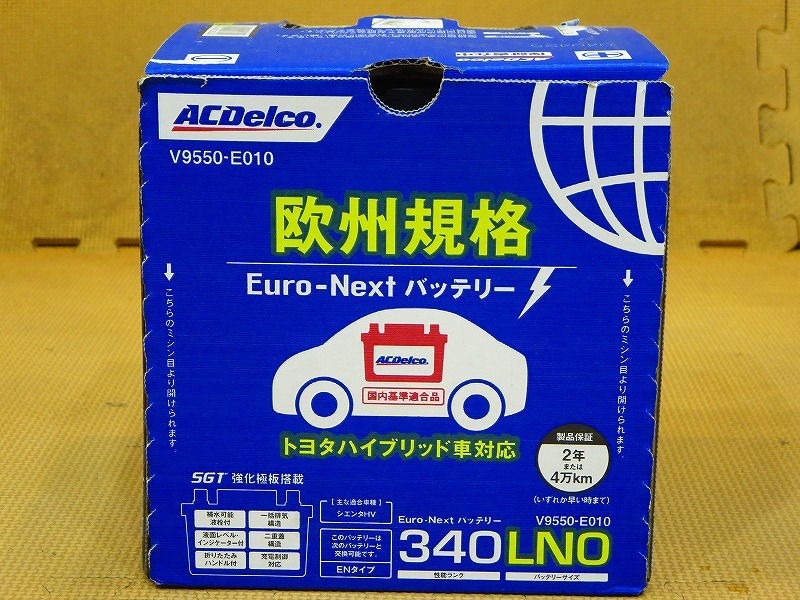 ACDelco.
V9550-E010
欧州規格
Euro-Next バッテリー
こちらのミシン目より開けられます。
こちらのミシン目より開けられます。
ACDelco.
国内基準適合品
トヨタハイブリッド車対応
製品保証
2年
または
4万km
(いずれか早い時まで)
SGT™ 強化極板搭載
補水可能
液栓付
一括排気
構造
液面レベル・
インジケーター付
二重蓋
構造
折りたたみ
ハンドル付
充電制御
対応
【主な適合車種】
シエンタHV
このバッテリーは
次のバッテリーと
交換可能です。
ENタイプ
Euro-Next バッテリー
V9550-E010
340LN0
性能ランク
バッテリーサイズ